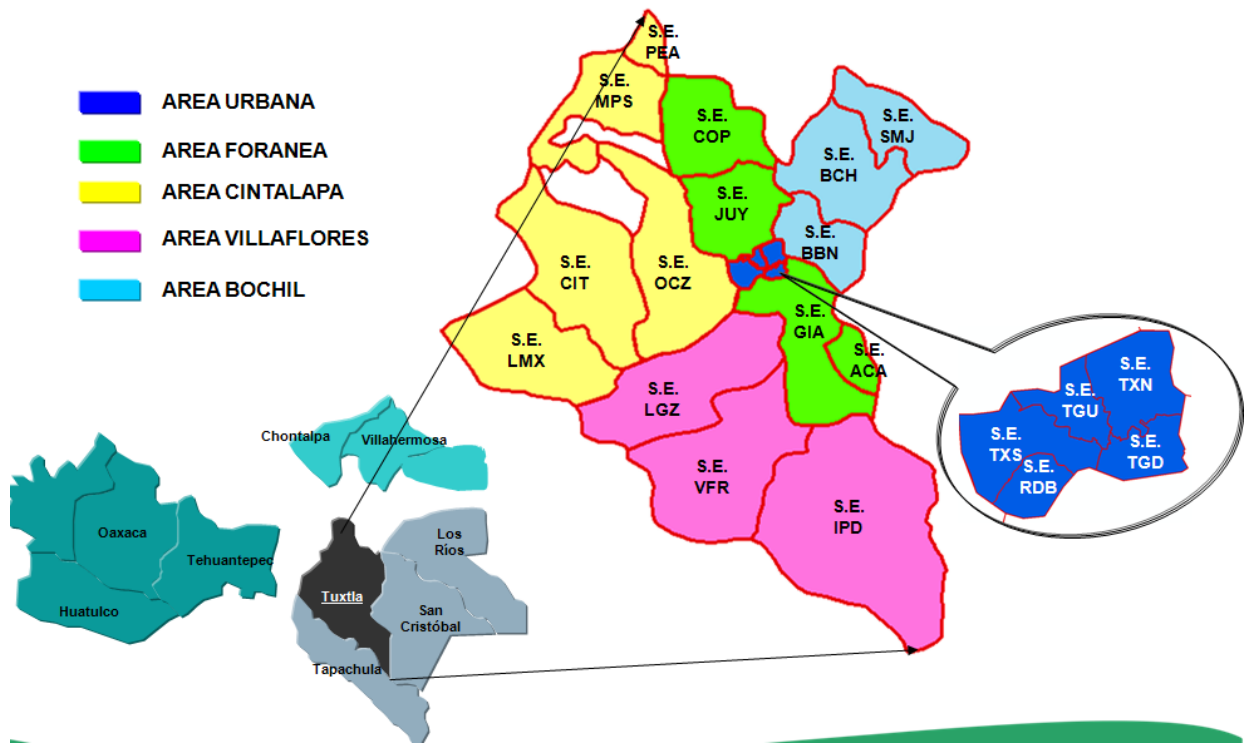 AREA URBANA
AREA FORANEA
AREA CINTALAPA
AREA VILLAFLORES
AREA BOCHIL
S.E.
PEA
S.E.
MPS
S.E.
COP
S.E.
SMJ
S.E.
BCH
S.E.
JUY
S.E.
BBN
S.E.
CIT
S.E.
OCZ
S.E.
GIA
S.E.
LMX
S.E.
ACA
S.E.
LGZ
S.E.
VFR
S.E.
IPD
S.E.
TXN
S.E.
TGU
S.E.
TXS
S.E.
TGD
S.E.
RDB
Chontalpa
Villahermosa
Oaxaca
Tehuantepec
Huatulco
Los
Ríos
Tuxtla
San
Cristóbal
Tapachula